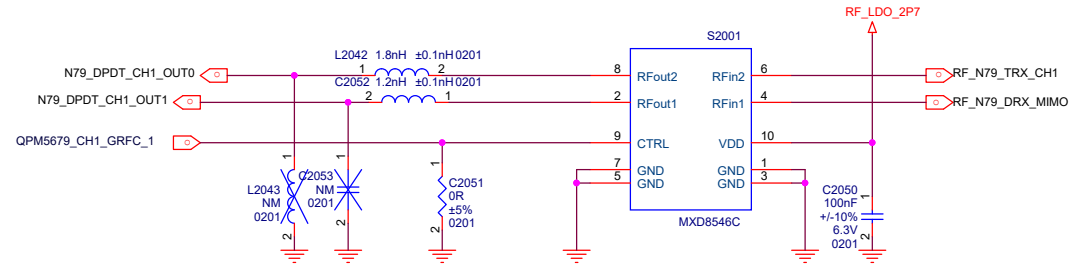 RF_LDO_2P7
S2001
L2042 1.8nH ±0.1nH 0201
N79_DPDT_CH1_OUT0
1 2
8 RFout2
RFin2 6
RF_N79_TRX_CH1
C2052 1.2nH ±0.1nH 0201
N79_DPDT_CH1_OUT1
2 1
2 RFout1
RFin1 4
RF_N79_DRX_MIMO
QPM5679_CH1_GRFC_1
9 CTRL
VDD 10
7 GND
GND 1
5 GND
GND 3
1
L2043
NM
0201
2
1
C2053
NM
0201
2
1
C2051
0R
±5%
0201
2
MXD8546C
C2050
100nF
+/-10%
6.3V
0201
1
2